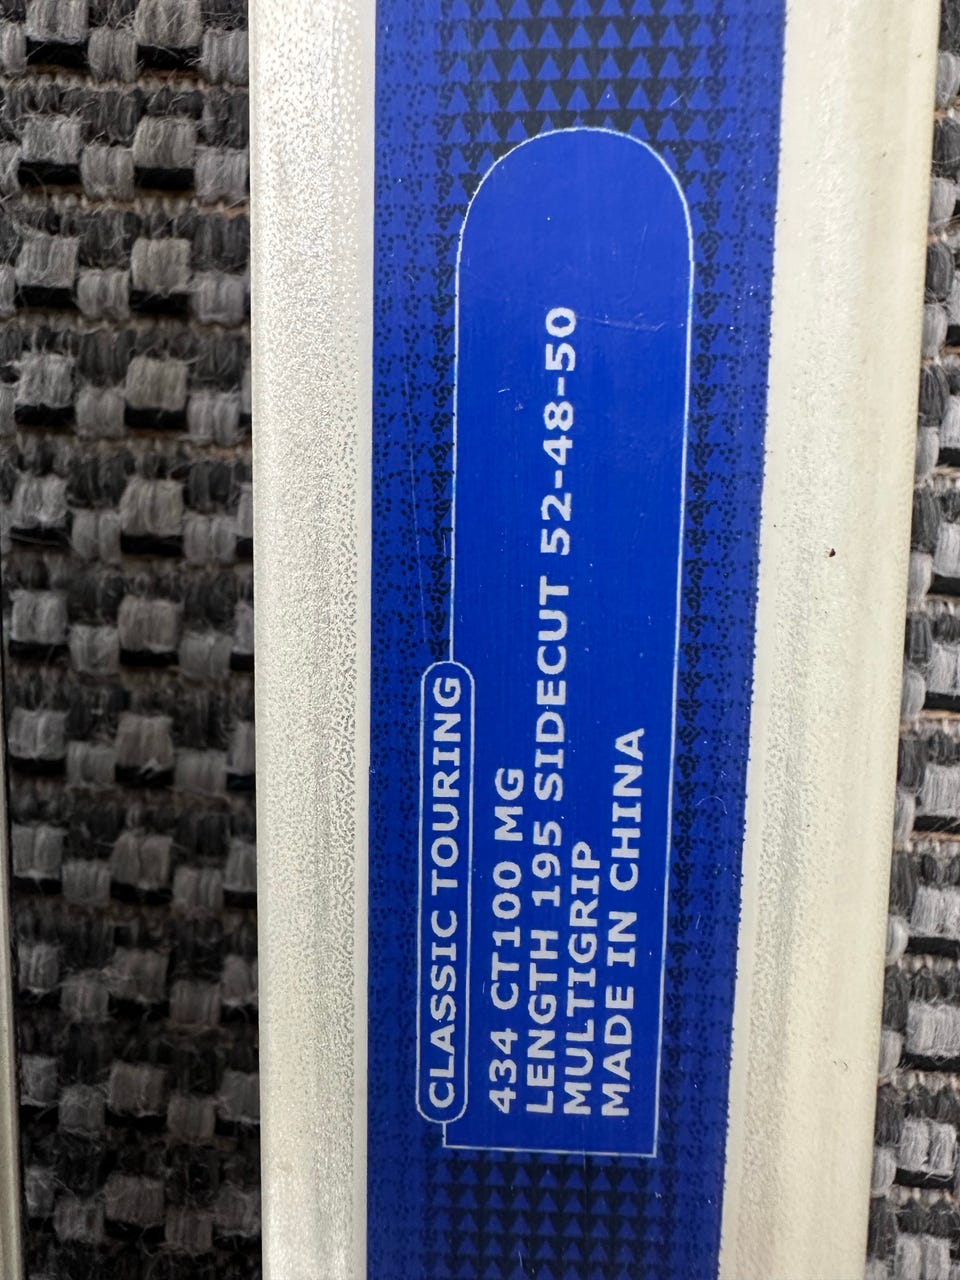 CLASSIC TOURING
434 CT100 MG
LENGTH 195 SIDECUT 52-48-50
MULTIGRIP
MADE IN CHINA